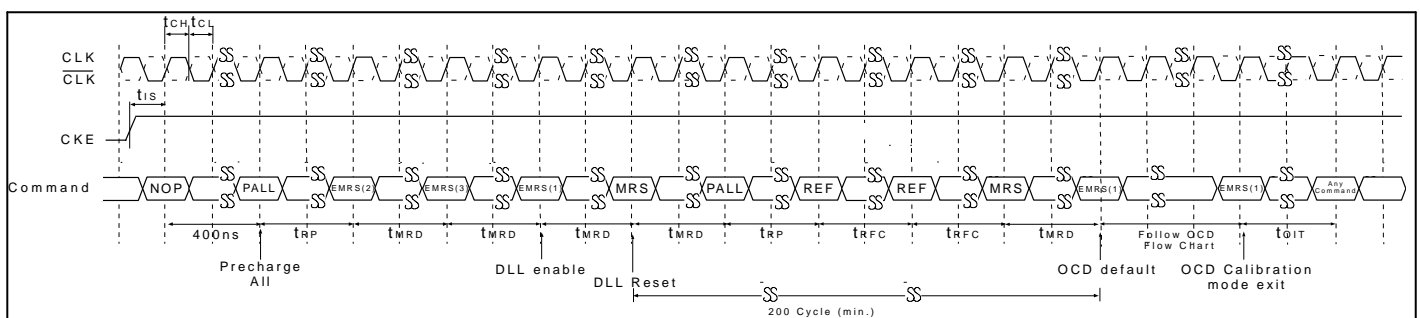 tCH tCL
CLK
CLK
tIS
CKE
Command NOP PALL EMRS(2) EMRS(3) EMRS(1) MRS PALL REF REF MRS EMRS(1) EMRS(1) Any Command
400ns tRP tMRD tMRD tMRD tMRD tRP tRFC tRFC tMRD Follow OCD Flow Chart tOIT
Precharge All
DLL enable
DLL Reset
OCD default
OCD Calibration mode exit
200 Cycle (min.)